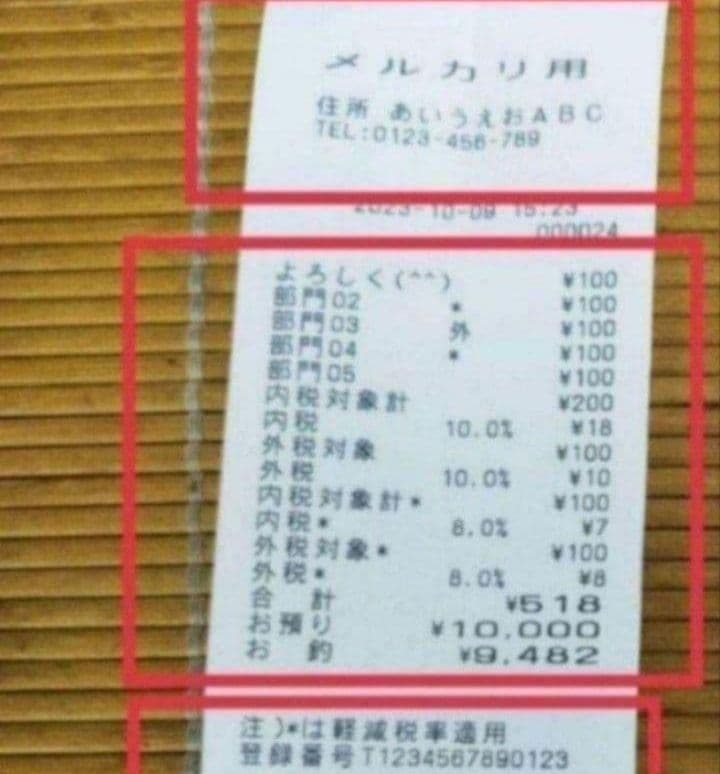 メルカリ用
住所 あいうえおABC
TEL:0123-456-789
2023-10-09 15:23
000024
よろしく(^^) ¥100
部門02 * ¥100
部門03 外 ¥100
部門04 * ¥100
部門05 ¥100
内税対象計 ¥200
内税 10.0% ¥18
外税対象 ¥100
外税 10.0% ¥10
内税対象計* ¥100
内税* 8.0% ¥7
外税対象* ¥100
外税* 8.0% ¥8
合計 ¥518
お預り ¥10,000
お釣 ¥9,482
注)*は軽減税率適用
登録番号T1234567890123